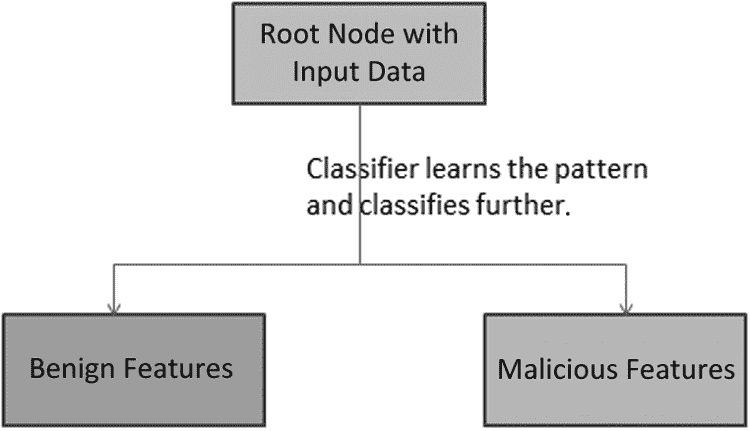 Root Node with
Input Data
Classifier learns the pattern
and classifies further.
Benign Features
Malicious Features